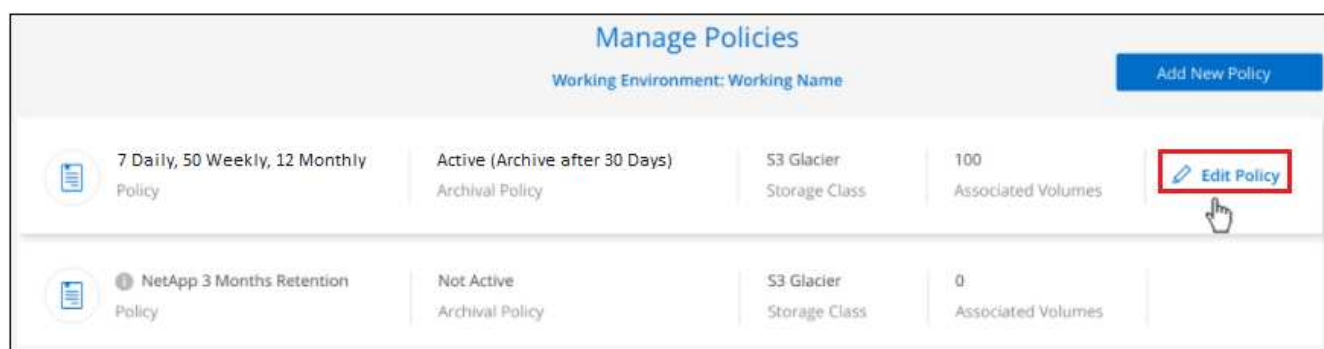 Manage Policies
Working Environment: Working Name
Add New Policy
7 Daily, 50 Weekly, 12 Monthly
Policy
Active (Archive after 30 Days)
Archival Policy
S3 Glacier
Storage Class
100
Associated Volumes
Edit Policy
NetApp 3 Months Retention
Policy
Not Active
Archival Policy
S3 Glacier
Storage Class
0
Associated Volumes